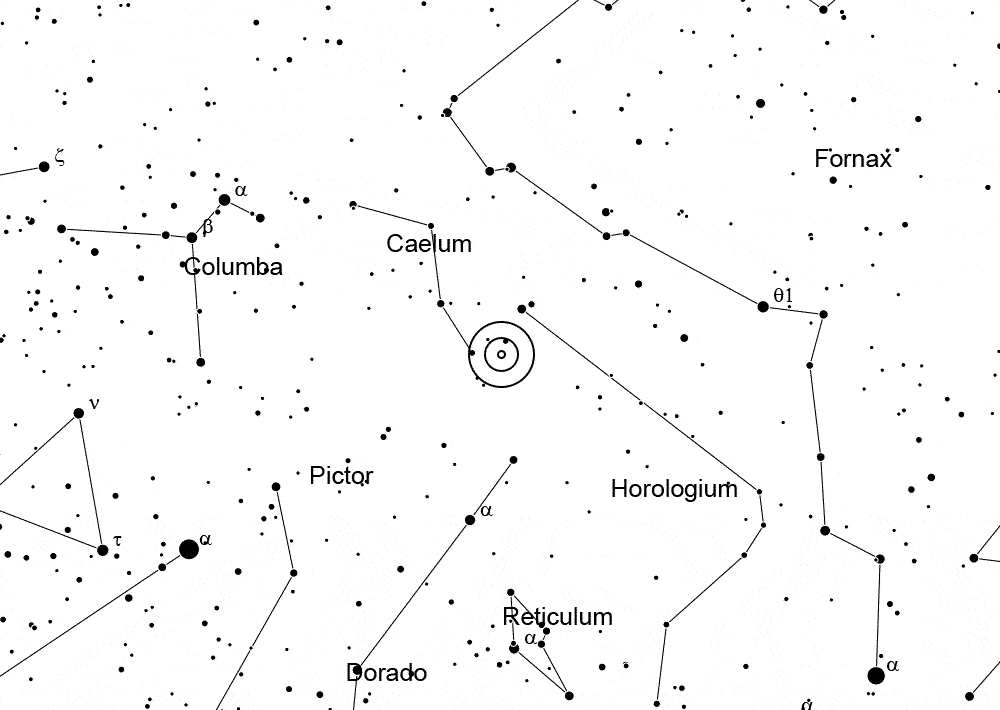 ζ
α
β
Columba
Caelum
Fornax
θ1
ν
τ
α
Pictor
α
Horologium
Reticulum
α
Dorado
α
α